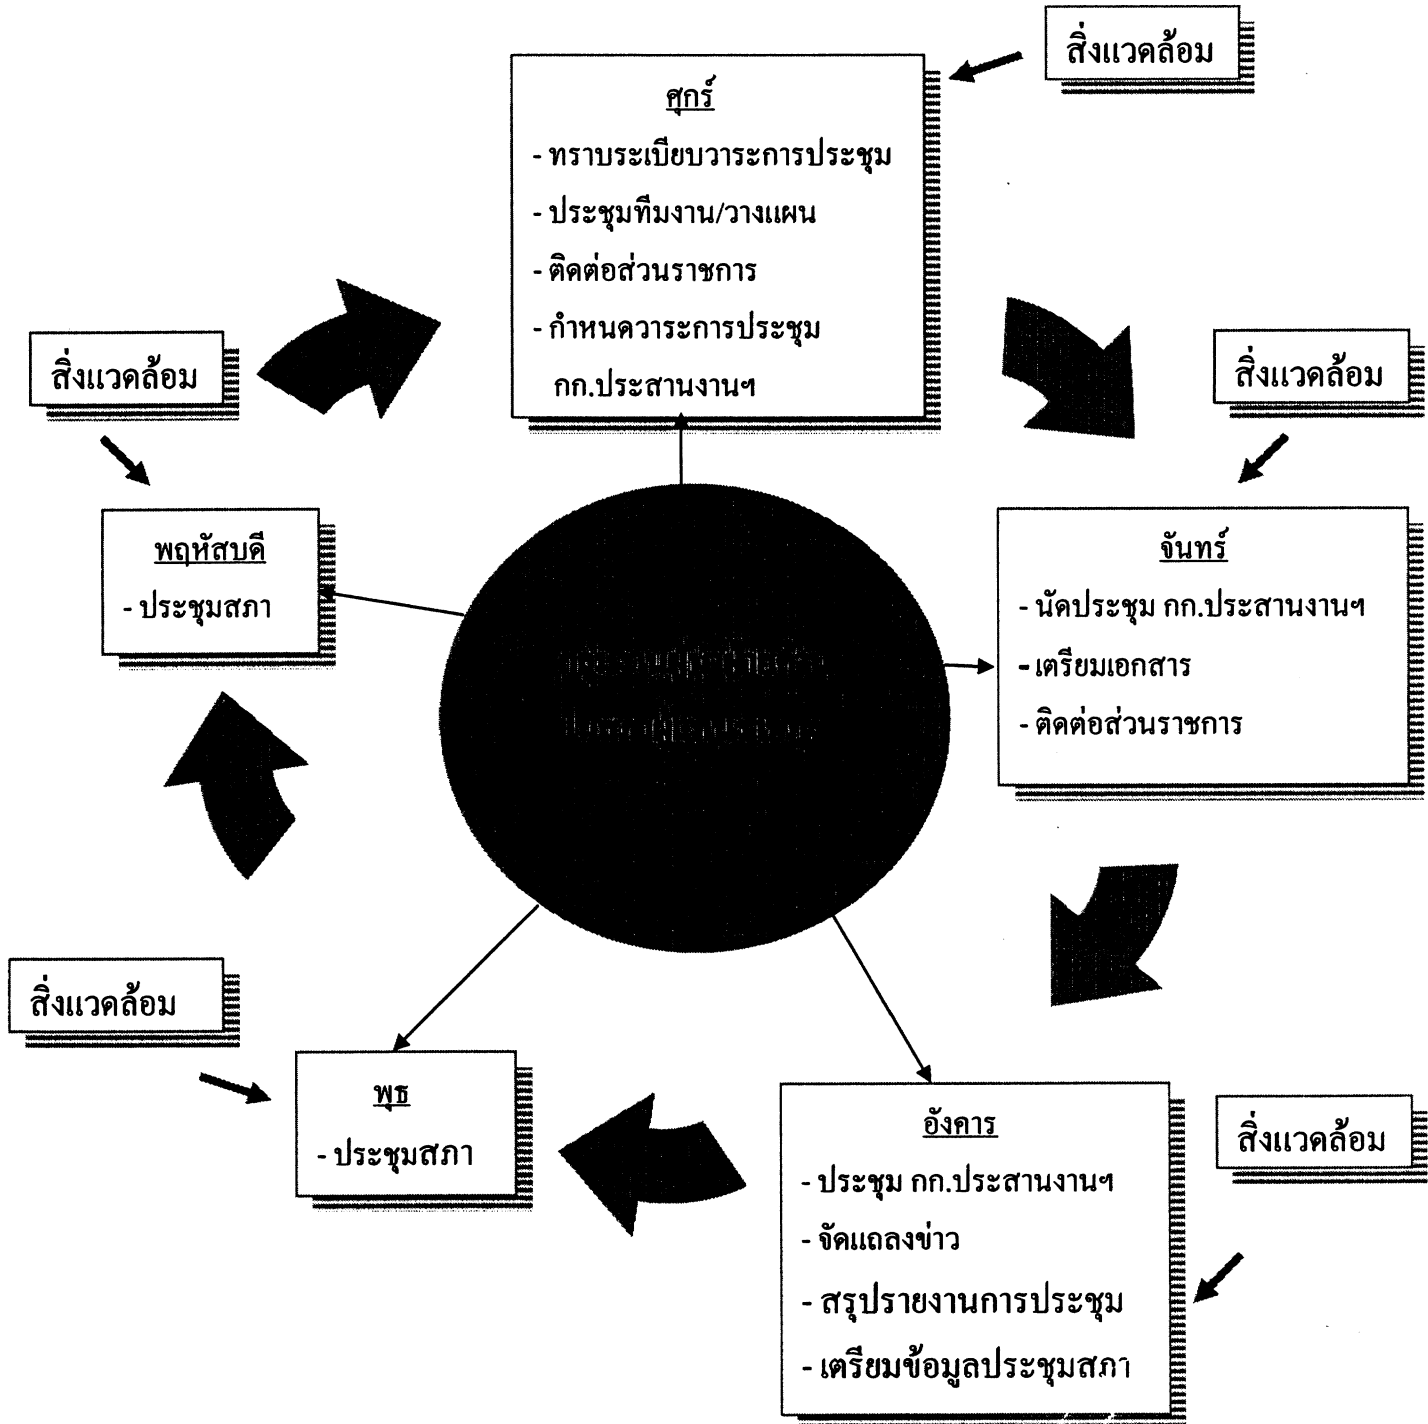 สิ่งแวดล้อม
ศุกร์
- ทราบระเบียบวาระการประชุม
- ประชุมทีมงาน/วางแผน
- ติดต่อส่วนราชการ
- กำหนดวาระการประชุม
กก.ประสานงานฯ
สิ่งแวดล้อม
สิ่งแวดล้อม
พฤหัสบดี
- ประชุมสภา
จันทร์
- นัดประชุม กก.ประสานงานฯ
- เตรียมเอกสาร
- ติดต่อส่วนราชการ
สิ่งแวดล้อม
พุธ
- ประชุมสภา
อังคาร
- ประชุม กก.ประสานงานฯ
- จัดแถลงข่าว
- สรุปรายงานการประชุม
- เตรียมข้อมูลประชุมสภา
สิ่งแวดล้อม